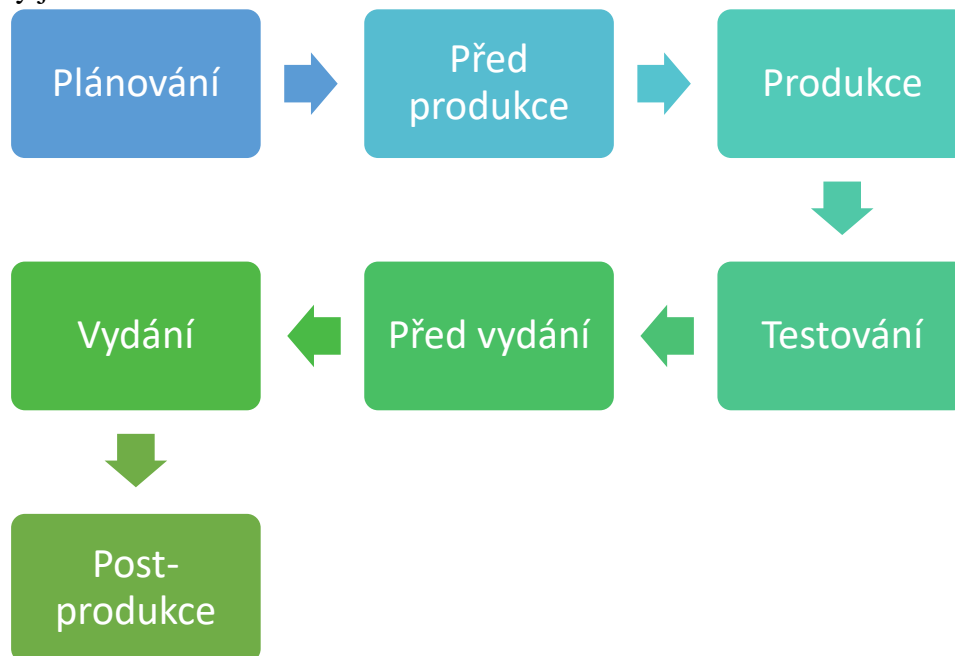 Plánování
Před
produkce
Produkce
Testování
Před vydání
Vydání
Post-
produkce